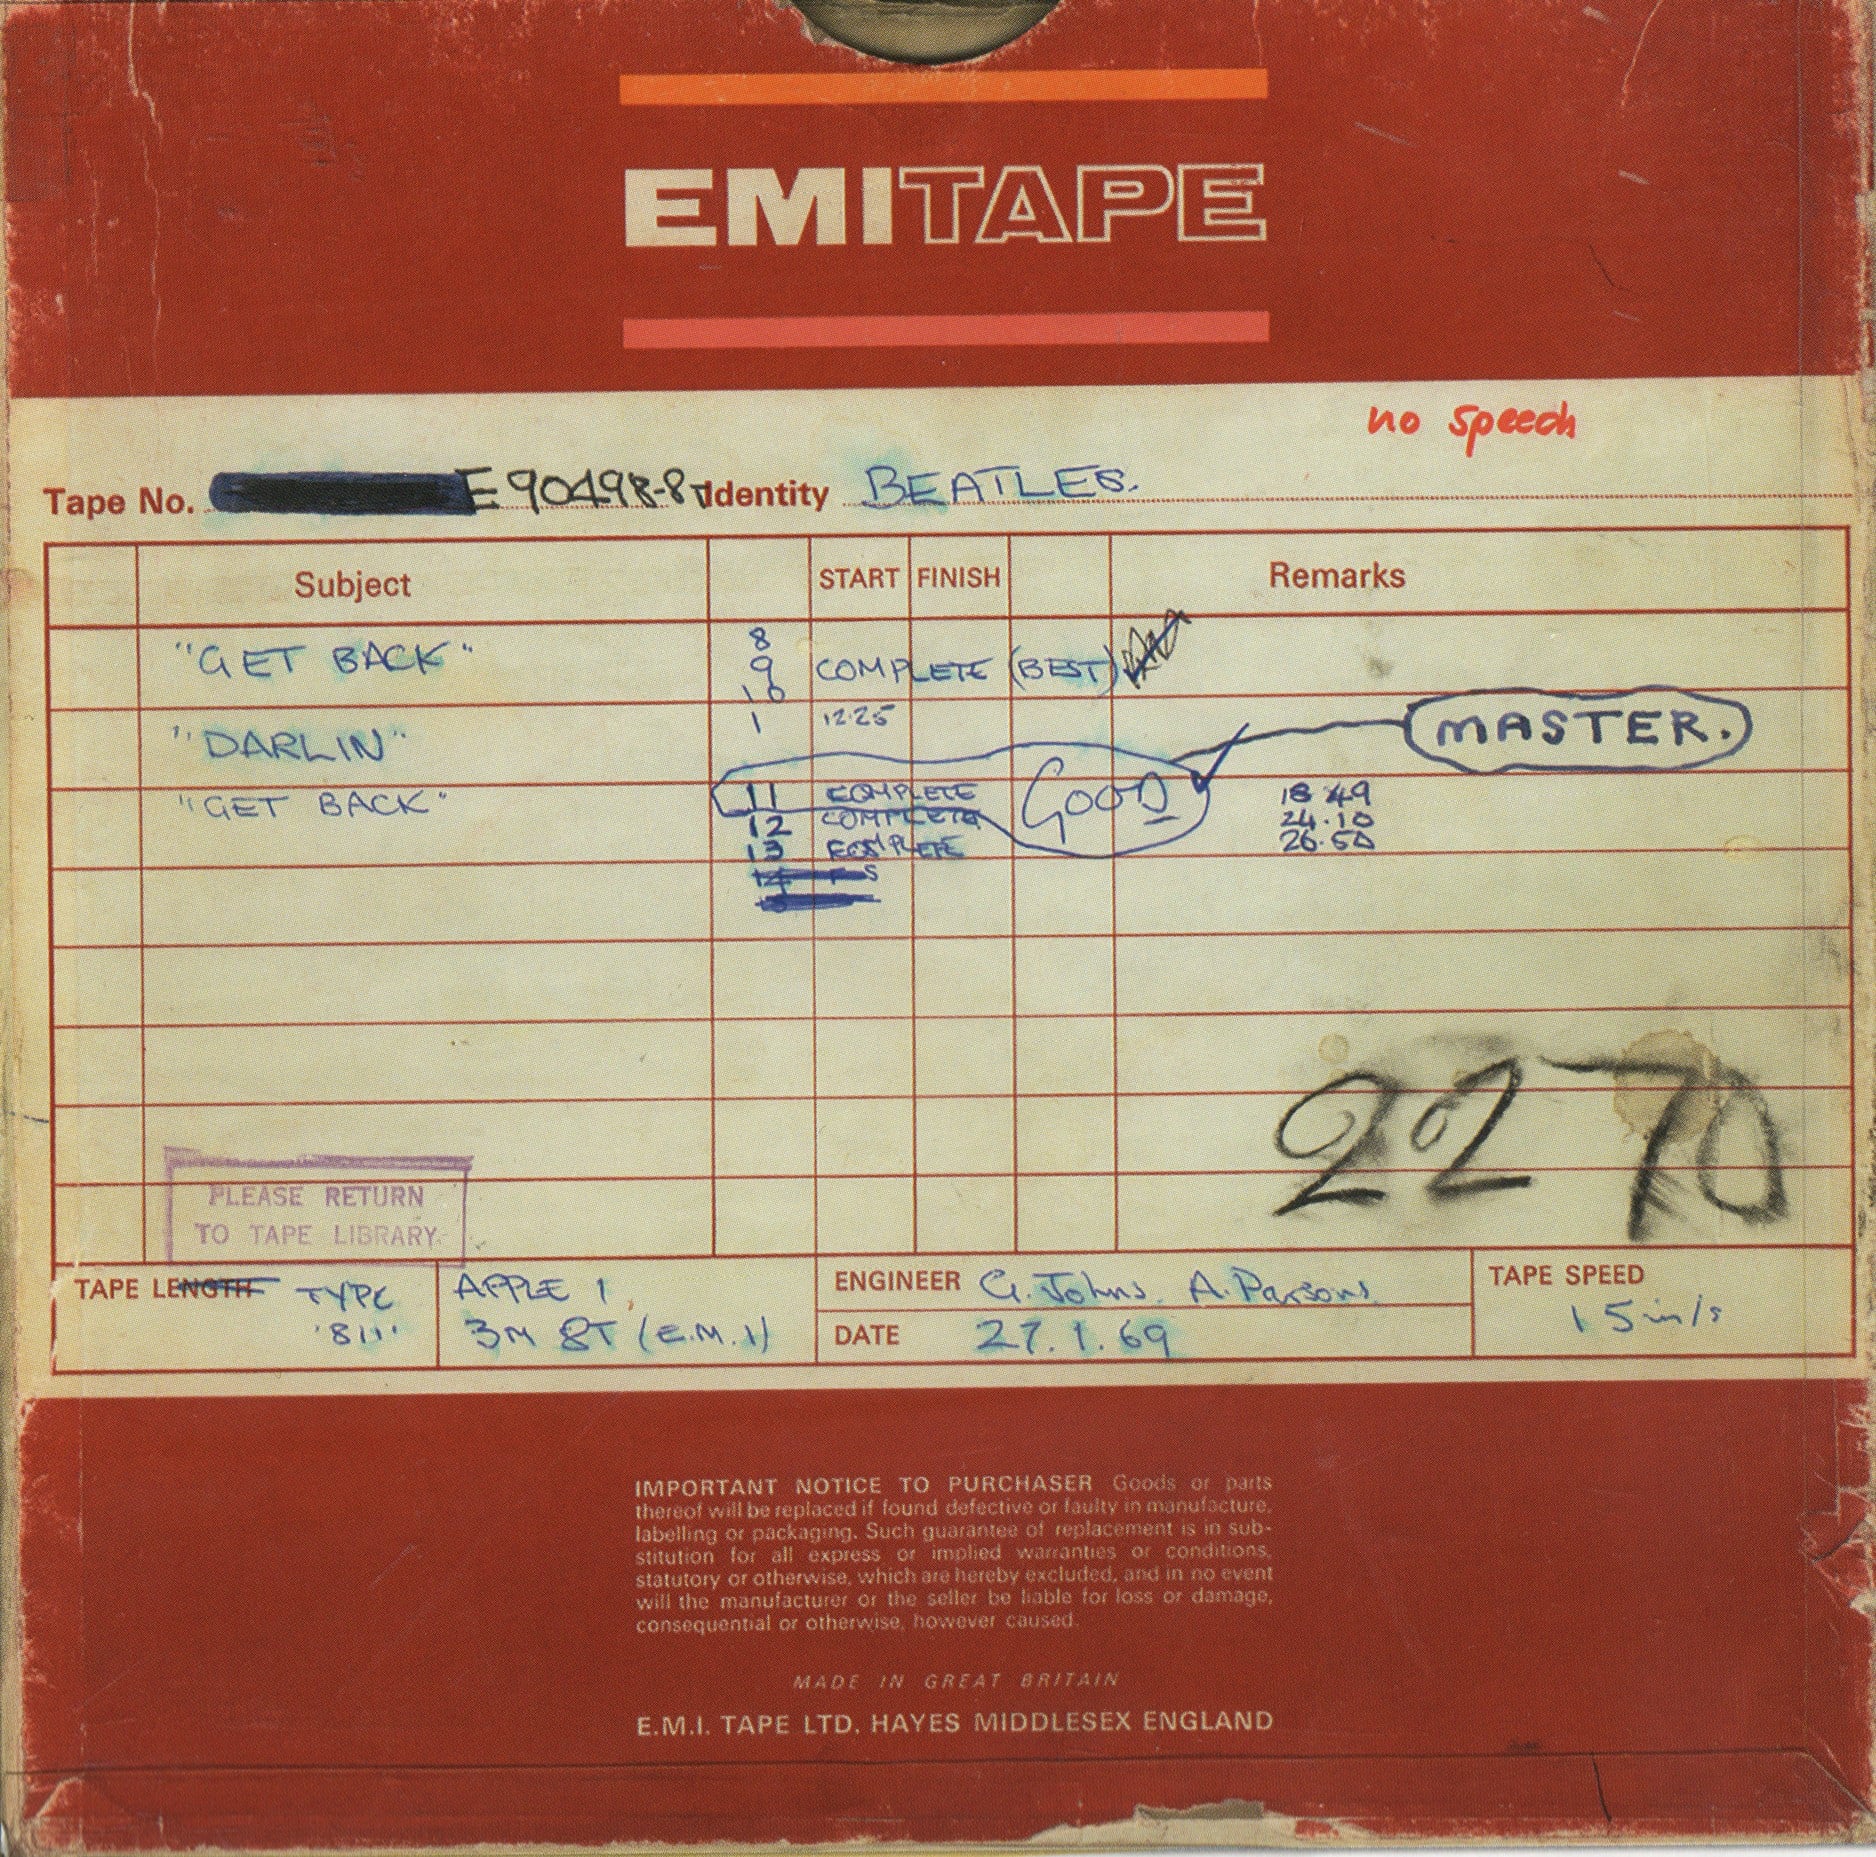 EMITAPE
no speech
Tape No. E90498-8T Identity BEATLES.
Subject START FINISH Remarks
8
"GET BACK" 9 COMPLETE (BEST)
10
"DARLIN" 1 12.25 MASTER.
"GET BACK" 11 COMPLETE GOOD 18 49
12 COMPLETE 24.10
13 COMPLETE 26.50
2270
PLEASE RETURN
TO TAPE LIBRARY.
TAPE LENGTH TYPE APPLE 1 ENGINEER G. Johns. A. Parsons. TAPE SPEED
'811' 3M 8T (E.M.I) DATE 27.1.69 15 in/s
IMPORTANT NOTICE TO PURCHASER Goods or parts
thereof will be replaced if found defective or faulty in manufacture,
labelling or packaging. Such guarantee of replacement is in sub-
stitution for all express or implied warranties or conditions,
statutory or otherwise, which are hereby excluded, and in no event
will the manufacturer or the seller be liable for loss or damage,
consequential or otherwise, however caused.
MADE IN GREAT BRITAIN
E.M.I. TAPE LTD. HAYES MIDDLESEX ENGLAND